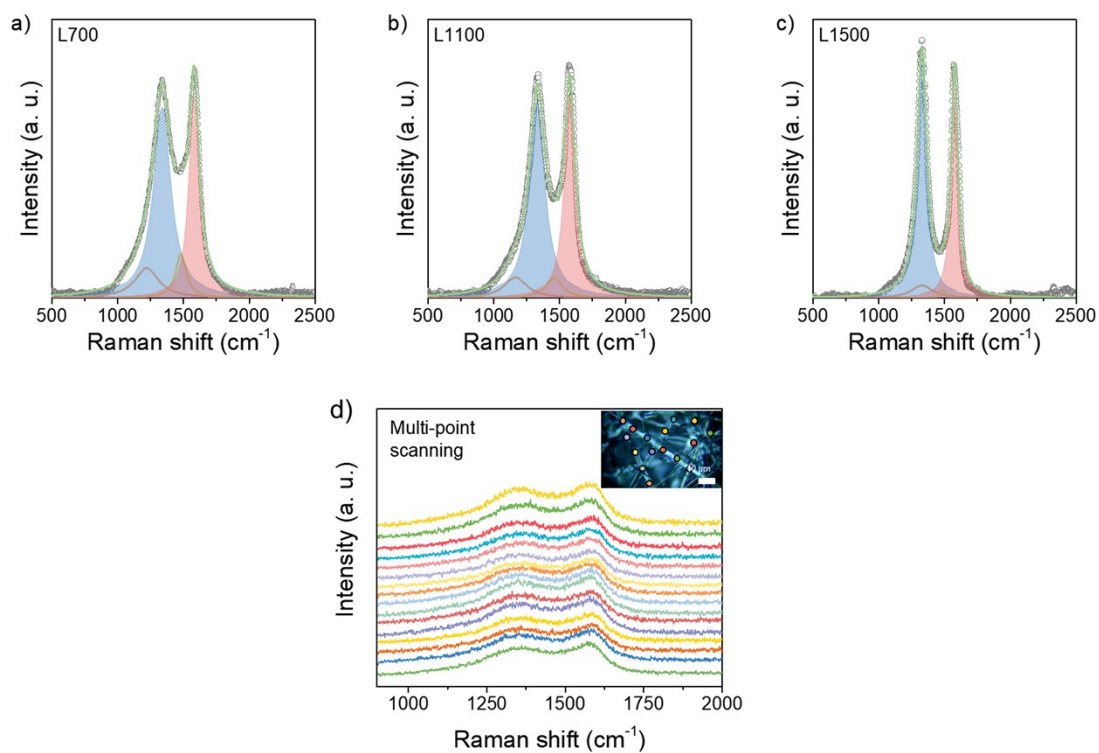 a)
L700
Intensity (a. u.)
500 1000 1500 2000 2500
Raman shift (cm⁻¹)
b)
L1100
Intensity (a. u.)
500 1000 1500 2000 2500
Raman shift (cm⁻¹)
c)
L1500
Intensity (a. u.)
500 1000 1500 2000 2500
Raman shift (cm⁻¹)
d)
Multi-point
scanning
Intensity (a. u.)
1000 1250 1500 1750 2000
Raman shift (cm⁻¹)